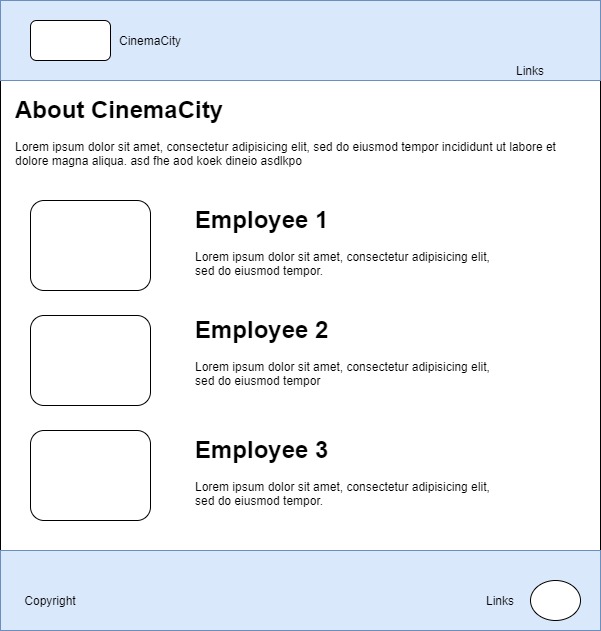 CinemaCity
Links
About CinemaCity
Lorem ipsum dolor sit amet, consectetur adipisicing elit, sed do eiusmod tempor incididunt ut labore et
dolore magna aliqua. asd fhe aod koek dineio asdlkpo
Employee 1
Lorem ipsum dolor sit amet, consectetur adipisicing elit,
sed do eiusmod tempor.
Employee 2
Lorem ipsum dolor sit amet, consectetur adipisicing elit,
sed do eiusmod tempor
Employee 3
Lorem ipsum dolor sit amet, consectetur adipisicing elit,
sed do eiusmod tempor.
Copyright
Links